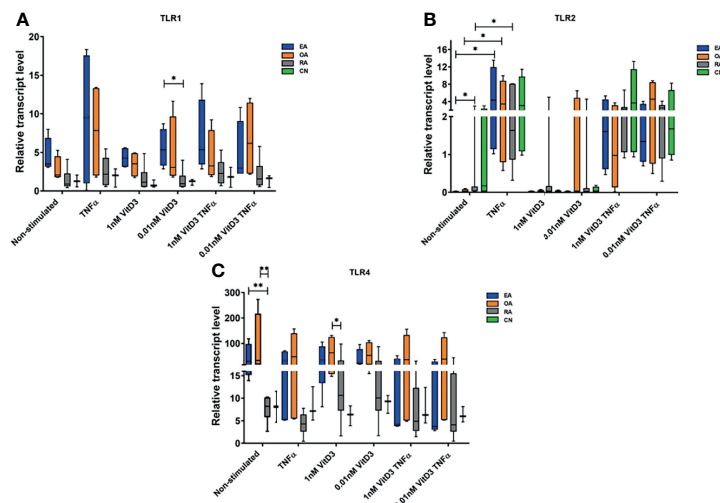 A
TLR1
Relative transcript level
20
15
10
5
0
*
EA
OA
RA
CN
Non-stimulated
TNFα
1nM VitD3
0.01nM VitD3
1nM VitD3 TNFα
0.01nM VitD3 TNFα
B
TLR2
Relative transcript level
16
12
8
4
2
1
0
*
*
*
*
EA
OA
RA
CN
Non-stimulated
TNFα
1nM VitD3
0.01nM VitD3
1nM VitD3 TNFα
0.01nM VitD3 TNFα
C
TLR4
Relative transcript level
300
200
100
15
10
5
0
**
**
*
EA
OA
RA
CN
Non-stimulated
TNFα
1nM VitD3
0.01nM VitD3
1nM VitD3 TNFα
0.01nM VitD3 TNFα